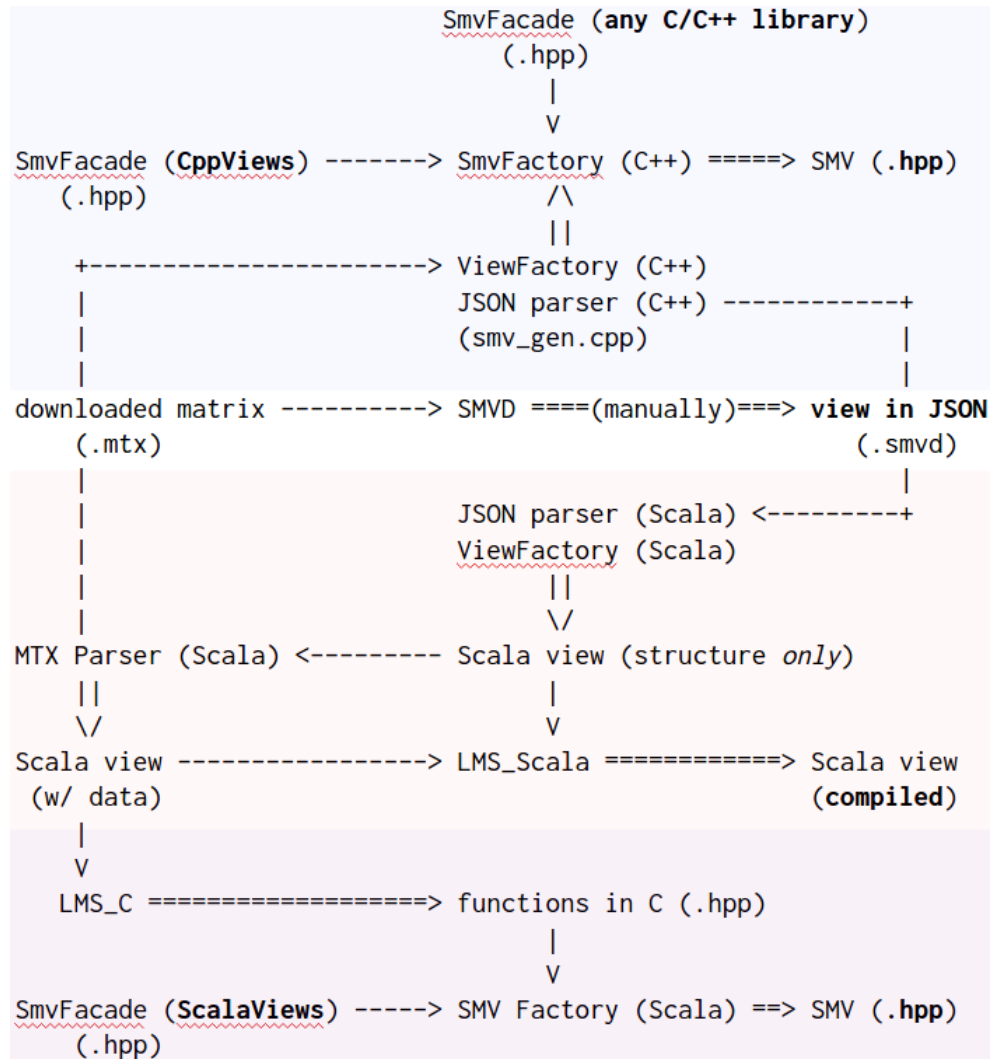 SmvFacade (any C/C++ library)
(.hpp)
|
V
SmvFacade (CppViews) -------> SmvFactory (C++) =====> SMV (.hpp)
(.hpp) /\
||
+-----------------------> ViewFactory (C++)
| JSON parser (C++) ------------+
| (smv_gen.cpp) |
| |
downloaded matrix ----------> SMVD ====(manually)===> view in JSON
(.mtx) (.smvd)
| |
| JSON parser (Scala) <---------+
| ViewFactory (Scala)
| ||
| \/
MTX Parser (Scala) <--------- Scala view (structure only)
|| |
\/ V
Scala view -----------------> LMS_Scala ============> Scala view
(w/ data) (compiled)
|
V
LMS_C ===================> functions in C (.hpp)
|
V
SmvFacade (ScalaViews) -----> SMV Factory (Scala) ==> SMV (.hpp)
(.hpp)